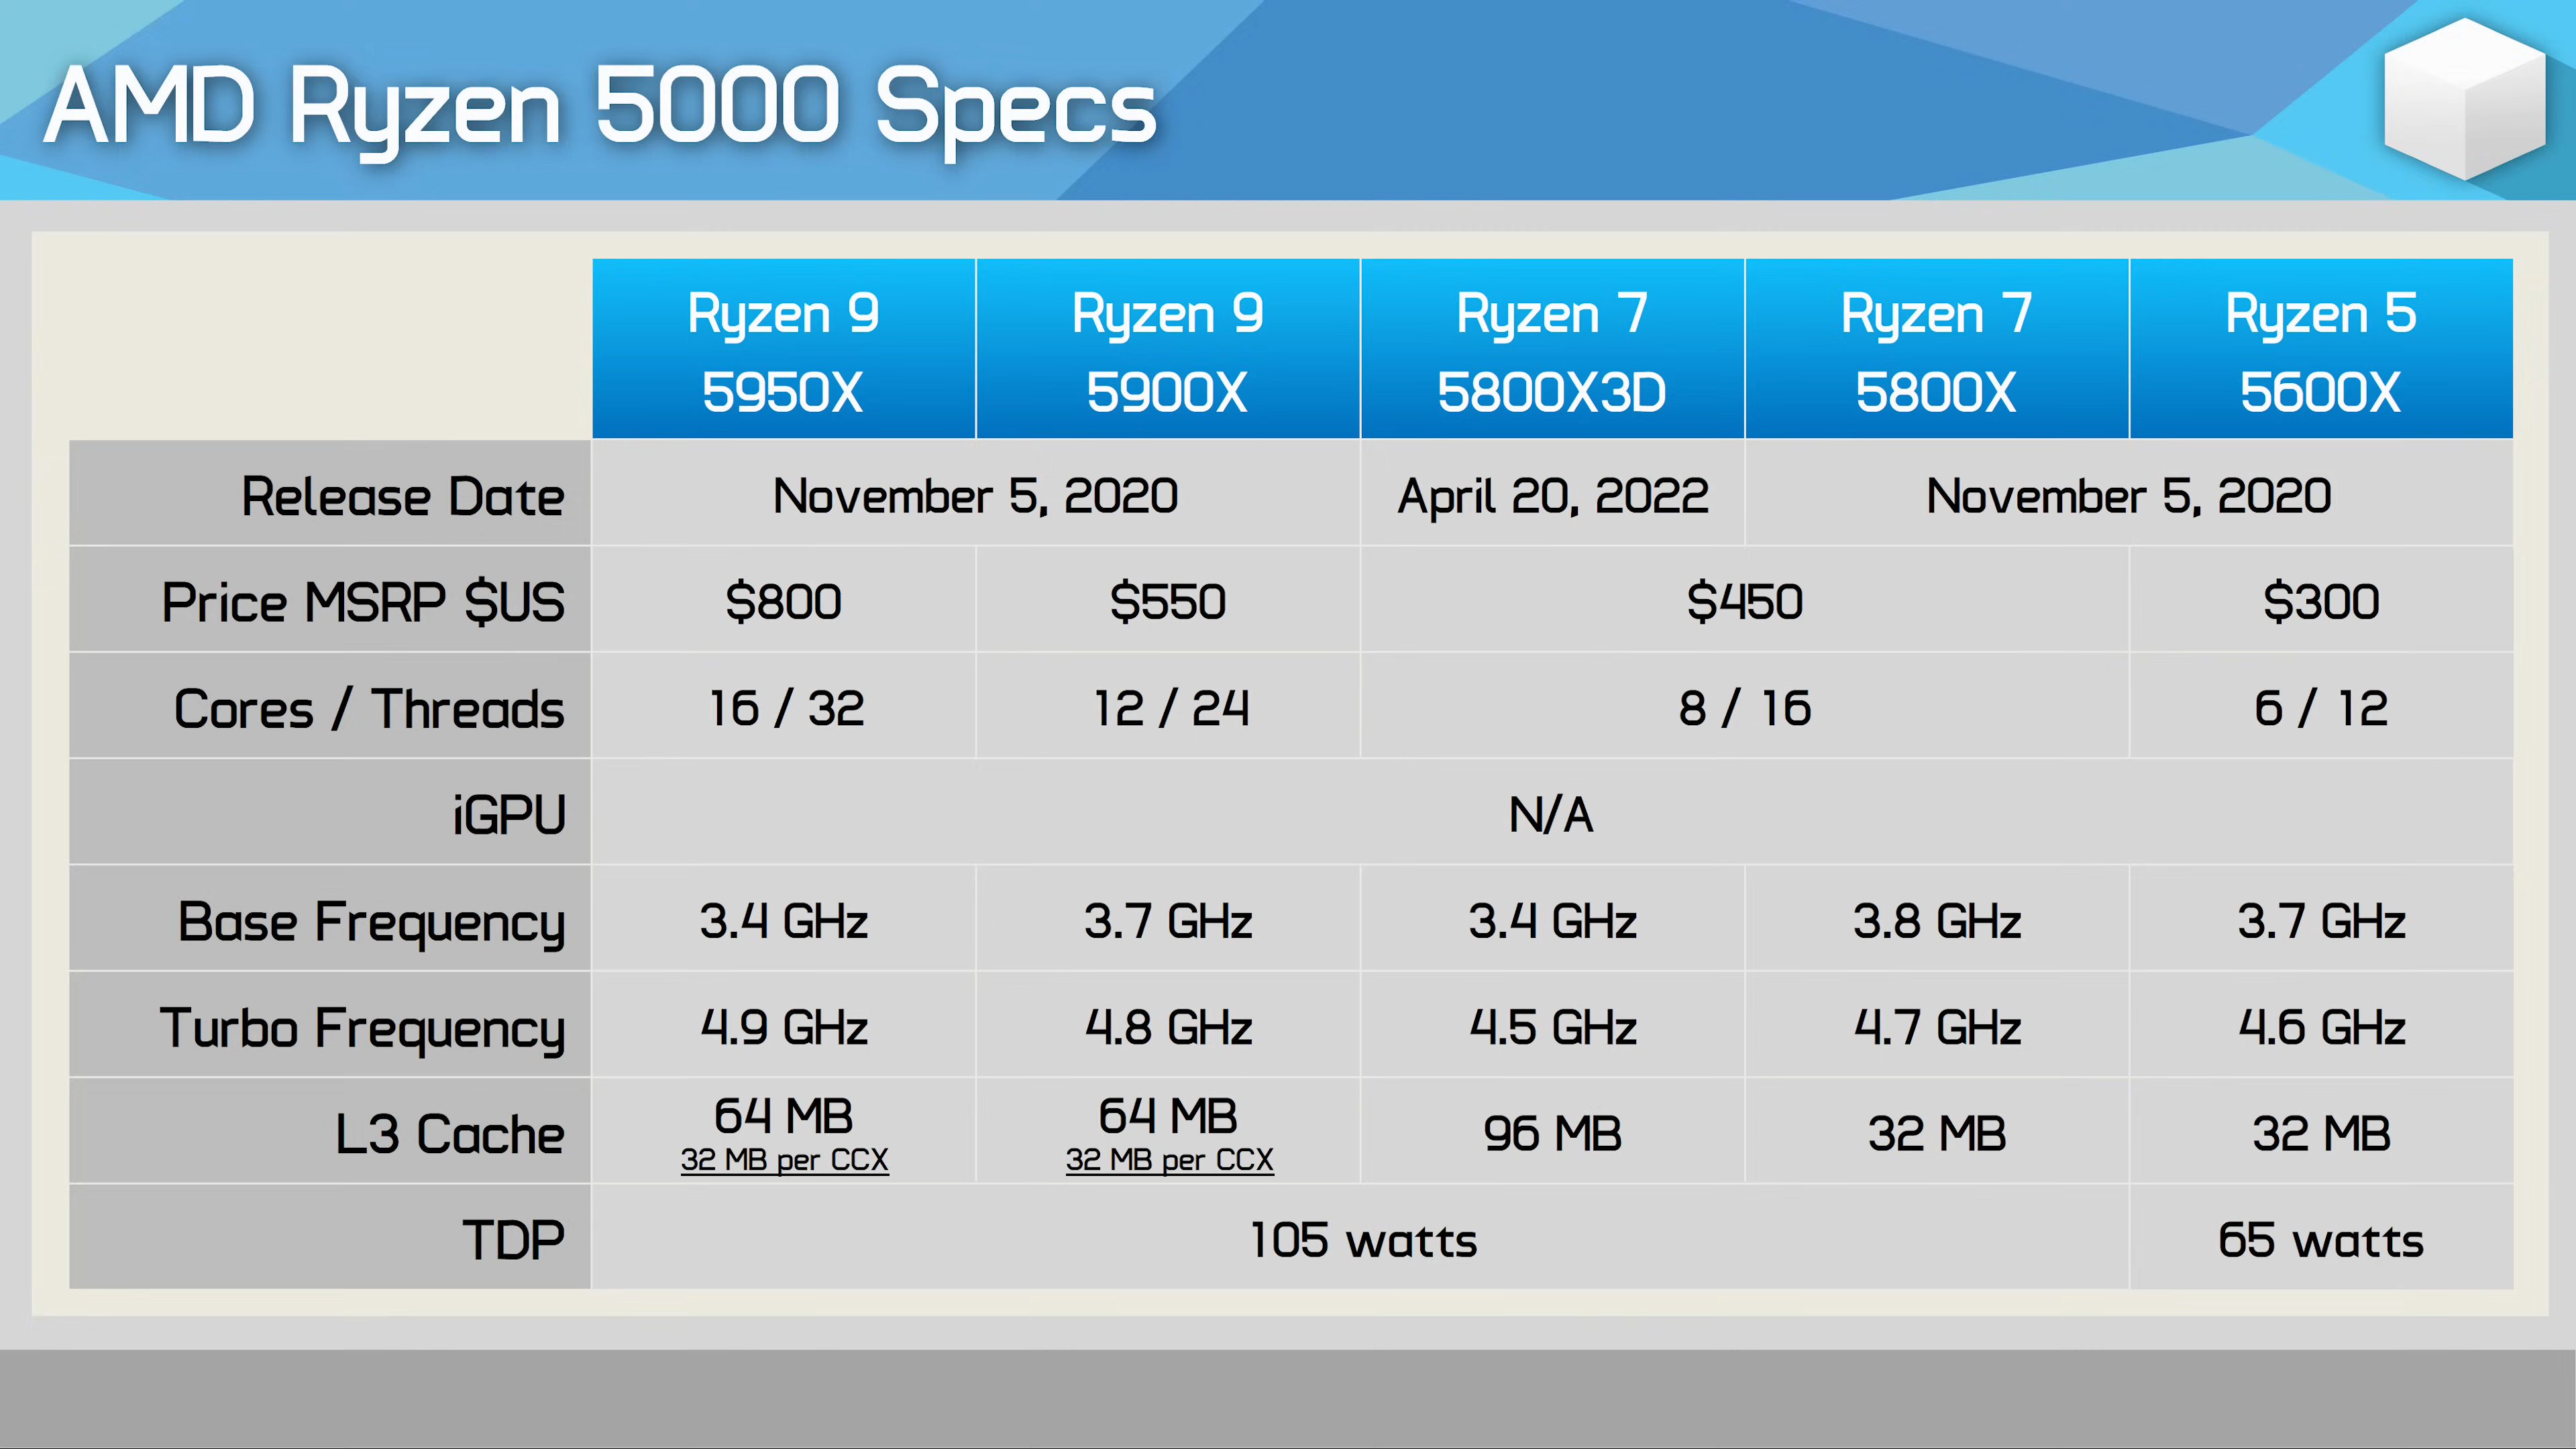 AMD Ryzen 5000 Specs
Ryzen 9 5950X Ryzen 9 5900X Ryzen 7 5800X3D Ryzen 7 5800X Ryzen 5 5600X
Release Date November 5, 2020 April 20, 2022 November 5, 2020
Price MSRP $US $800 $550 $450 $300
Cores / Threads 16 / 32 12 / 24 8 / 16 6 / 12
iGPU N/A
Base Frequency 3.4 GHz 3.7 GHz 3.4 GHz 3.8 GHz 3.7 GHz
Turbo Frequency 4.9 GHz 4.8 GHz 4.5 GHz 4.7 GHz 4.6 GHz
L3 Cache 64 MB 32 MB per CCX 64 MB 32 MB per CCX 96 MB 32 MB 32 MB
TDP 105 watts 65 watts